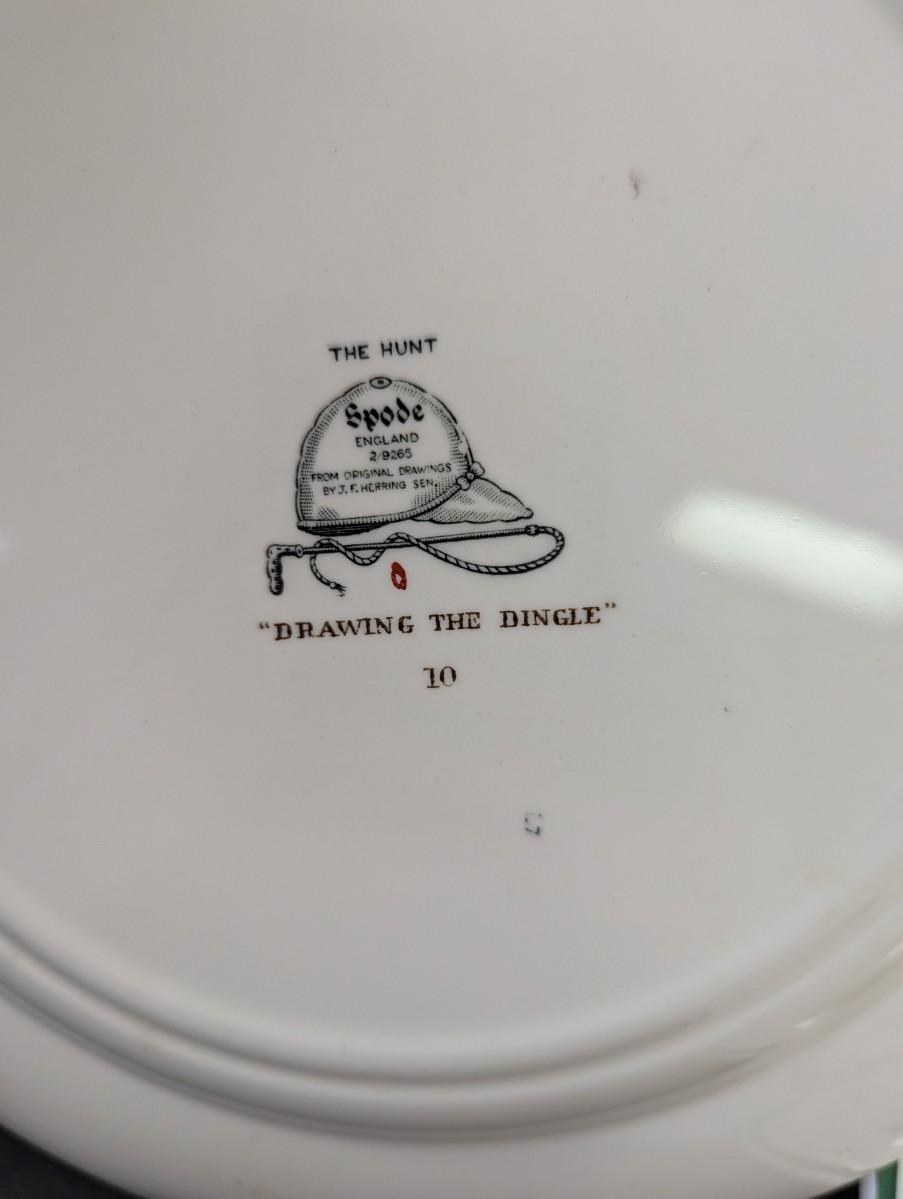 THE HUNT
Spode
ENGLAND
2/9265
FROM ORIGINAL DRAWINGS
BY J. F. HERRING SEN.
"DRAWING THE DINGLE"
10